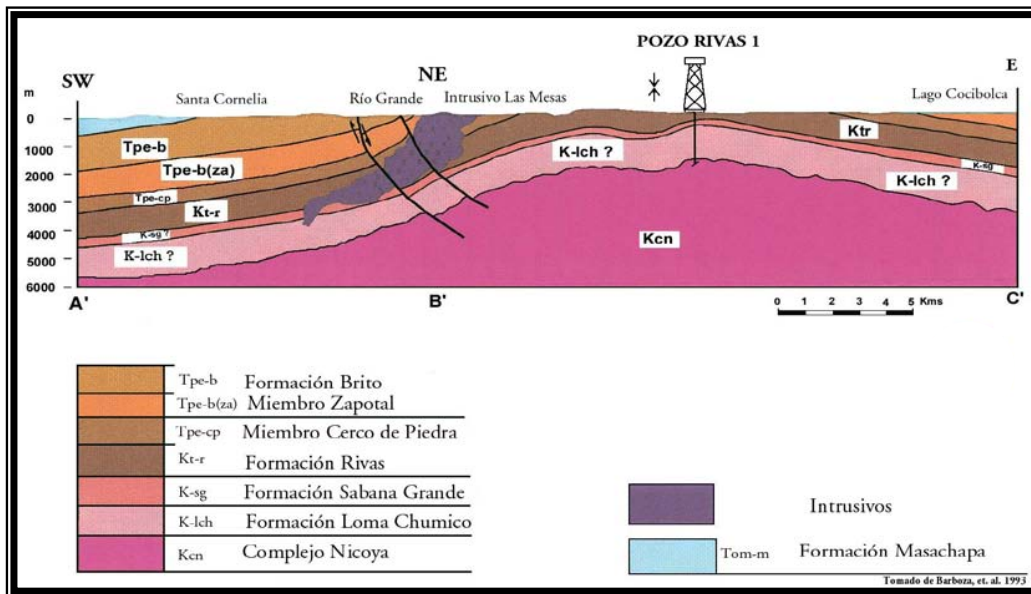 POZO RIVAS 1
SW NE E
m Santa Cornelia Río Grande Intrusivo Las Mesas Lago Cocibolca
0
1000
2000
3000
4000
5000
6000
Tpe-b
Tpe-b(za)
Tpe-cp
Kt-r
K-sg ?
K-lch ?
K-lch ?
Kcn
Ktr
K-sg
K-lch ?
A' B' C'
0 1 2 3 4 5 Kms
Tpe-b Formación Brito
Tpe-b(za) Miembro Zapotal
Tpe-cp Miembro Cerco de Piedra
Kt-r Formación Rivas
K-sg Formación Sabana Grande
K-lch Formación Loma Chumico
Kcn Complejo Nicoya
Intrusivos
Tom-m Formación Masachapa
Tomado de Barboza, et. al. 1993